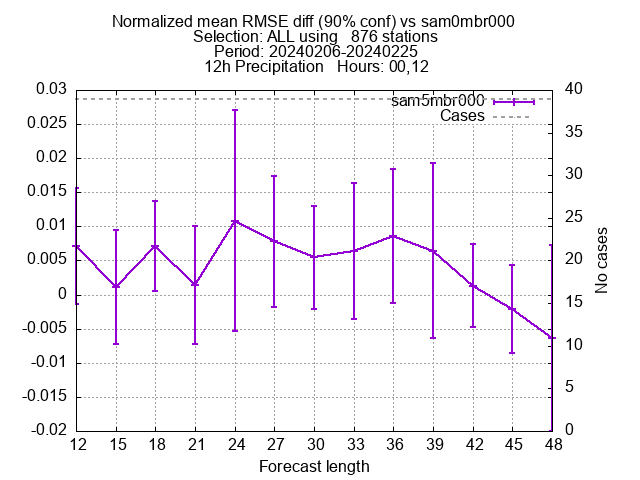 Normalized mean RMSE diff (90% conf) vs sam0mbr000
Selection: ALL using   876 stations
Period: 20240206-20240225
12h Precipitation   Hours: 00,12
sam5mbr000
Cases
0.03
0.025
0.02
0.015
0.01
0.005
0
-0.005
-0.01
-0.015
-0.02
40
35
30
25
20
15
10
5
0
No cases
12 15 18 21 24 27 30 33 36 39 42 45 48
Forecast length